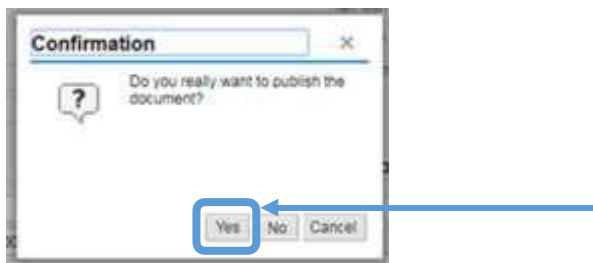 Confirmation
Do you really want to publish the
document?
?
Yes No Cancel